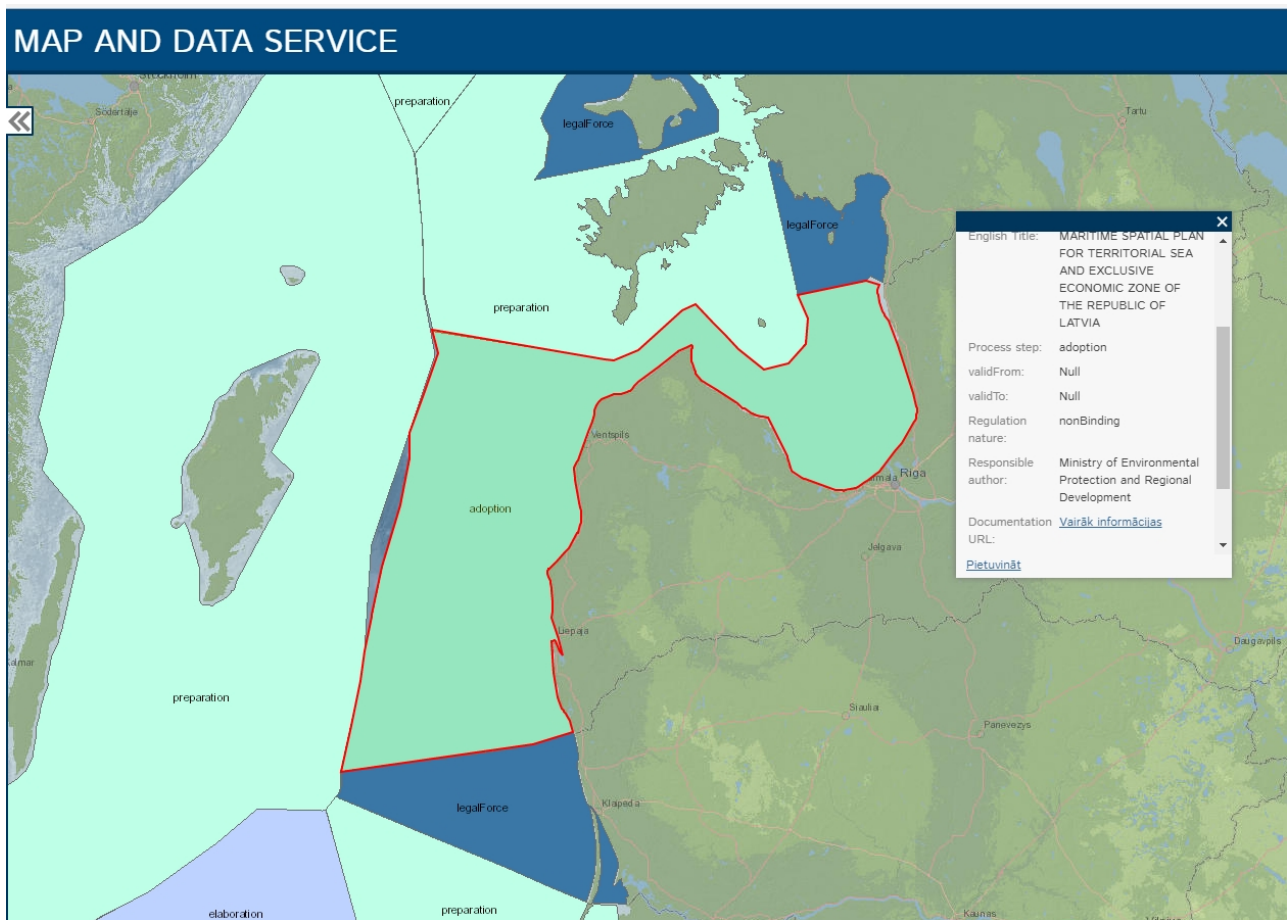 MAP AND DATA SERVICE
Stockholm
Södertälje
preparation
legalForce
Tartu
legalForce
preparation
English Title: MARITIME SPATIAL PLAN
FOR TERRITORIAL SEA
AND EXCLUSIVE
ECONOMIC ZONE OF
THE REPUBLIC OF
LATVIA
Process step: adoption
validFrom: Null
validTo: Null
Regulation nonBinding
nature:
Responsible Ministry of Environmental
author: Protection and Regional
Development
Documentation Vairāk informācijas
URL:
Pietuvināt
Ventspils
Riga
adoption
Jelgava
Liepaja
Daugavpils
preparation
Siauliai
Panevezys
legalForce
Klaipeda
elaboration
preparation
Kaunas